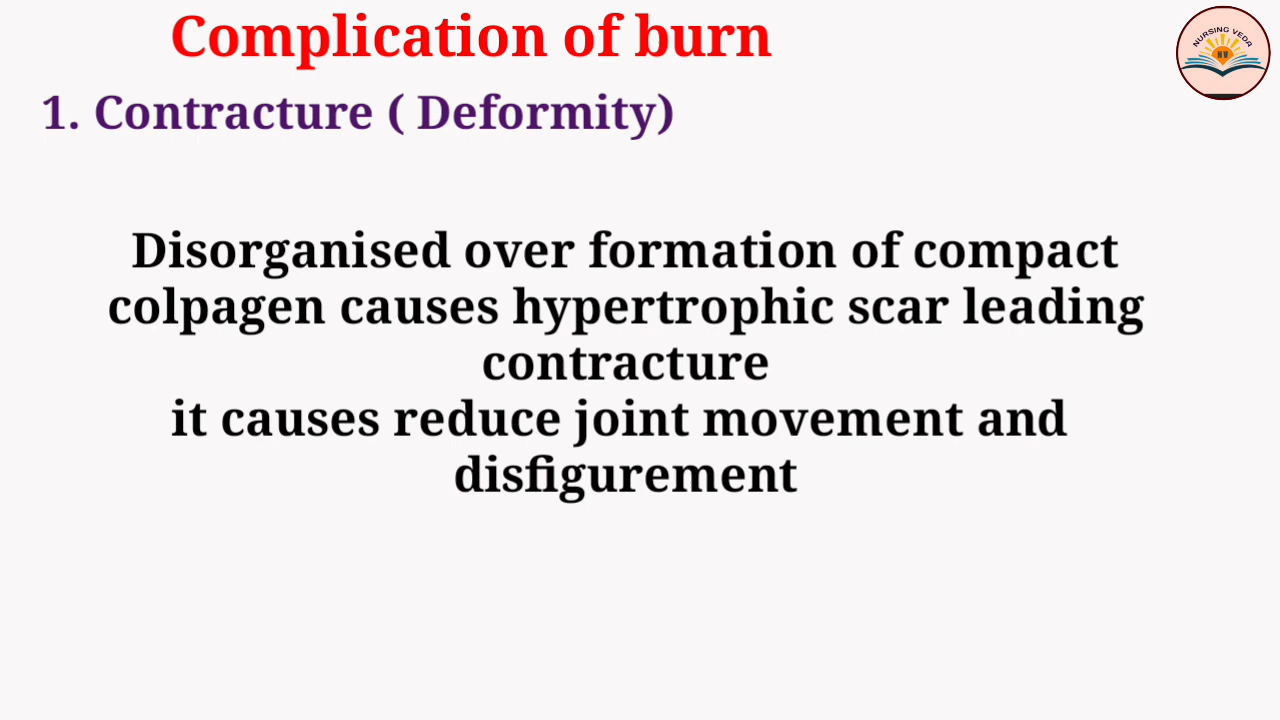 Complication of burn
NURSING VEDA
NV
1. Contracture ( Deformity)
Disorganised over formation of compact
colpagen causes hypertrophic scar leading
contracture
it causes reduce joint movement and
disfigurement